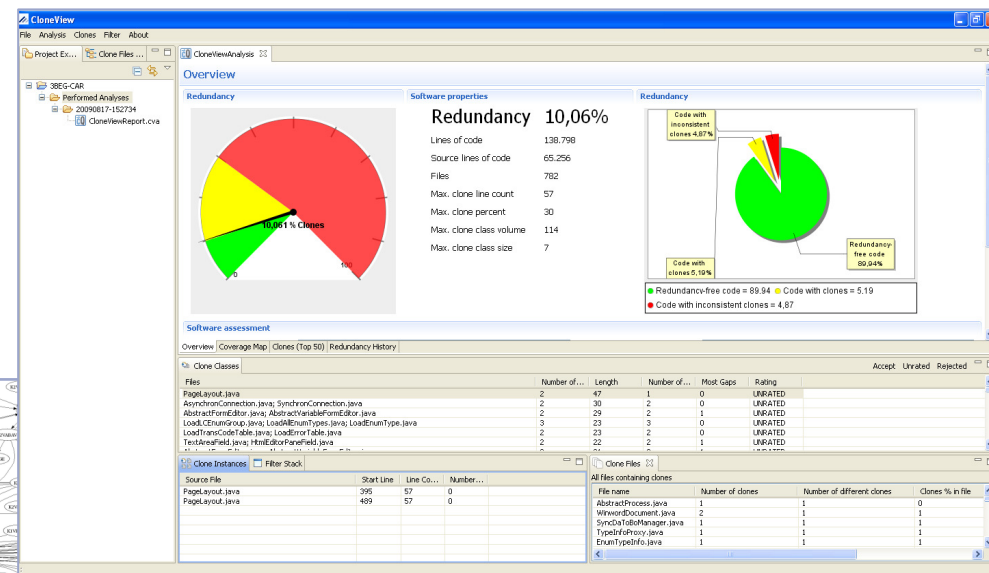 CloneView
File Analysis Clones Filter About
Project Ex... Clone Files ...
3BEG-CAR
Performed Analyses
20090817-152734
CloneViewReport.cva
CloneViewAnalysis
Overview
Redundancy
10,061 % Clones
0
100
Software properties
Redundancy 10,06%
Lines of code 138.798
Source lines of code 65.256
Files 782
Max. clone line count 57
Max. clone percent 30
Max. clone class volume 114
Max. clone class size 7
Redundancy
Code with
inconsistent
clones 4,87%
Redundancy-
free code
89,94%
Code with
clones 5,19%
Redundancy-free code = 89.94 Code with clones = 5.19
Code with inconsistent clones = 4,87
Software assessment
Overview Coverage Map Clones (Top 50) Redundancy History
Clone Classes Accept Unrated Rejected
Files Number of... Length Number of... Most Gaps Rating
PageLayout.java 2 47 1 0 UNRATED
AsynchronConnection.java; SynchronConnection.java 2 30 2 0 UNRATED
AbstractFormEditor.java; AbstractVariableFormEditor.java 2 29 2 1 UNRATED
LoadLCEnumGroup.java; LoadAllEnumTypes.java; LoadEnumType.java 3 23 3 0 UNRATED
LoadTransCodeTable.java; LoadErrorTable.java 2 23 2 0 UNRATED
TextAreaField.java; HtmlEditorPaneField.java 2 22 2 1 UNRATED
Clone Instances Filter Stack
Source File Start Line Line Co... Number...
PageLayout.java 395 57 0
PageLayout.java 489 57 0
Clone Files
All files containing clones
File name Number of clones Number of different clones Clones % in file
AbstractProcess.java 1 1 0
WinwordDocument.java 2 1 1
SyncDaToBoManager.java 1 1 1
TypeInfoProxy.java 1 1 1
EnumTypeInfo.java 1 1 1